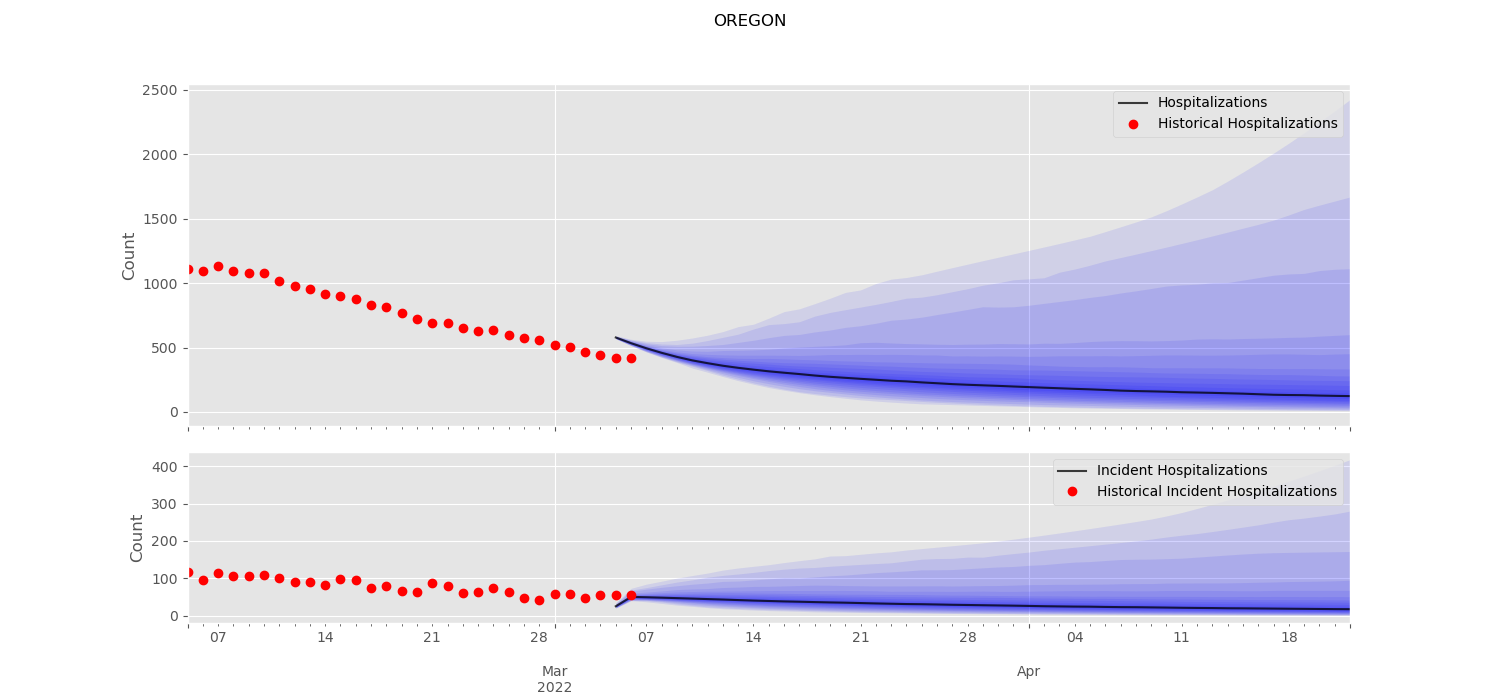 OREGON
2500
2000
1500
1000
500
0
Count
Hospitalizations
Historical Hospitalizations
400
300
200
100
0
Count
Incident Hospitalizations
Historical Incident Hospitalizations
07 14 21 28 07 14 21 28 04 11 18
Mar Apr
2022